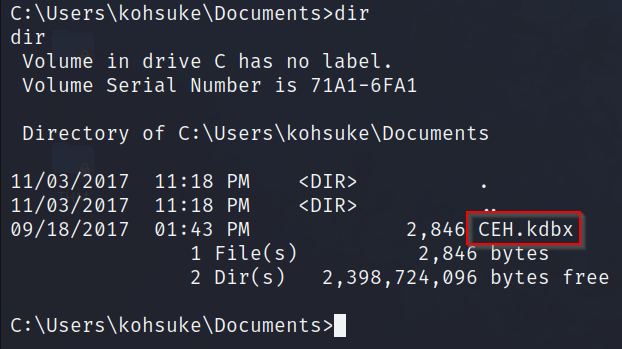 C:\Users\kohsuke\Documents>dir
dir
 Volume in drive C has no label.
 Volume Serial Number is 71A1-6FA1

 Directory of C:\Users\kohsuke\Documents

11/03/2017  11:18 PM    <DIR>          .
11/03/2017  11:18 PM    <DIR>          ..
09/18/2017  01:43 PM             2,846 CEH.kdbx
               1 File(s)          2,846 bytes
               2 Dir(s)   2,398,724,096 bytes free

C:\Users\kohsuke\Documents>